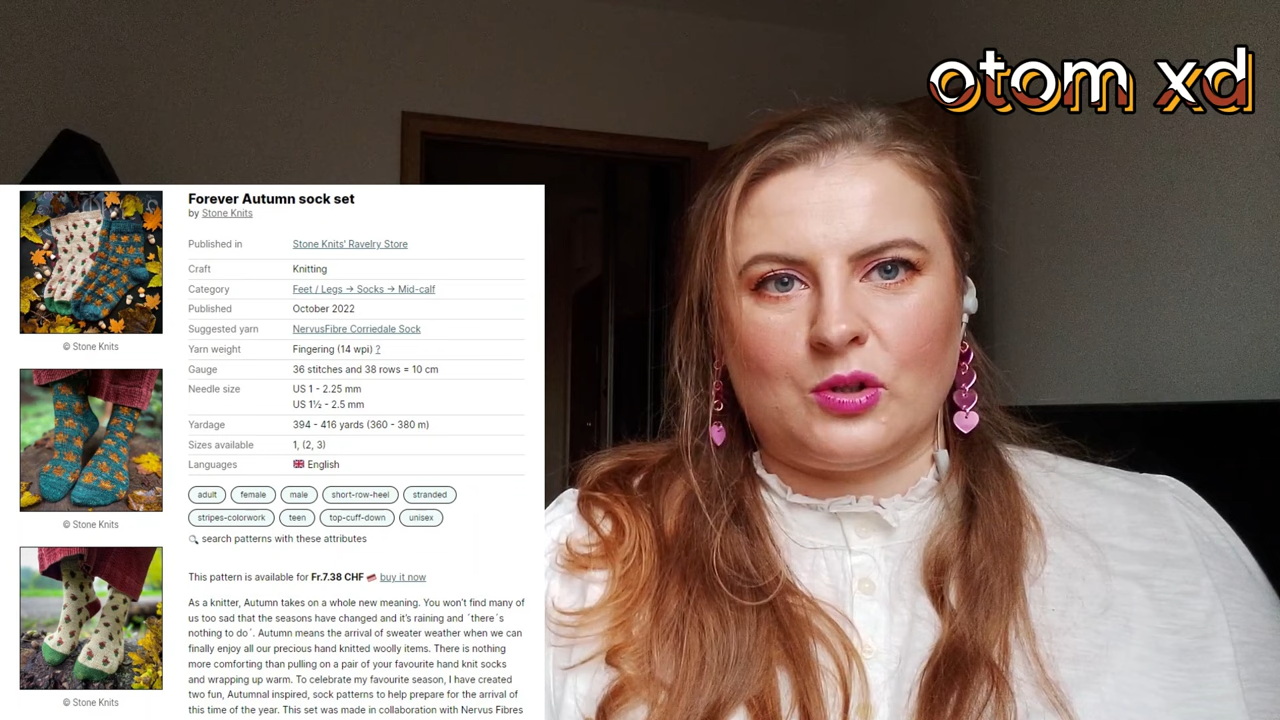 otom xd
Forever Autumn sock set
by Stone Knits
Published in Stone Knits' Ravelry Store
Craft Knitting
Category Feet / Legs → Socks → Mid-calf
Published October 2022
Suggested yarn NervusFibre Corriedale Sock
Yarn weight Fingering (14 wpi) ?
Gauge 36 stitches and 38 rows = 10 cm
Needle size US 1 - 2.25 mm
US 1½ - 2.5 mm
Yardage 394 - 416 yards (360 - 380 m)
Sizes available 1, (2, 3)
Languages English
adult female male short-row-heel stranded
stripes-colorwork teen top-cuff-down unisex
search patterns with these attributes
This pattern is available for Fr.7.38 CHF buy it now
As a knitter, Autumn takes on a whole new meaning. You won't find many of
us too sad that the seasons have changed and it's raining and ´there´s
nothing to do´. Autumn means the arrival of sweater weather when we can
finally enjoy all our precious hand knitted woolly items. There is nothing
more comforting than pulling on a pair of your favourite hand knit socks
and wrapping up warm. To celebrate my favourite season, I have created
two fun, Autumnal inspired, sock patterns to help prepare for the arrival of
this time of the year. This set was made in collaboration with Nervus Fibres
© Stone Knits
© Stone Knits
© Stone Knits